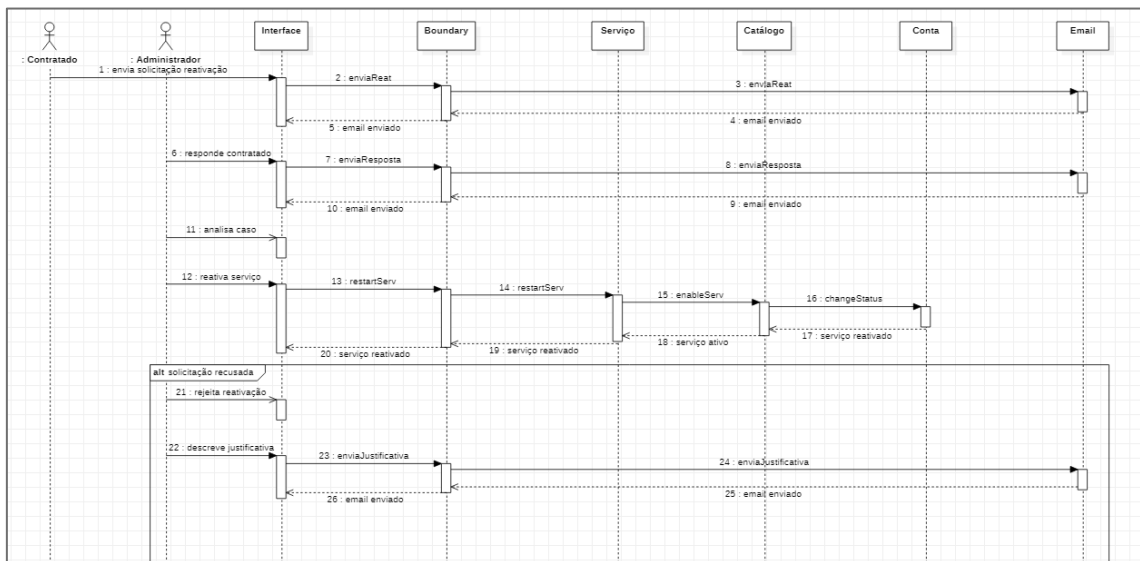 Interface
Boundary
Serviço
Catálogo
Conta
Email
: Contratado
: Administrador
1 : envia solicitação reativação
2 : enviaReat
3 : enviaReat
4 : email enviado
5 : email enviado
6 : responde contratado
7 : enviaResposta
8 : enviaResposta
9 : email enviado
10 : email enviado
11 : analisa caso
12 : reativa serviço
13 : restartServ
14 : restartServ
15 : enableServ
16 : changeStatus
17 : serviço reativado
18 : serviço ativo
19 : serviço reativado
20 : serviço reativado
alt solicitação recusada
21 : rejeita reativação
22 : descreve justificativa
23 : enviaJustificativa
24 : enviaJustificativa
25 : email enviado
26 : email enviado